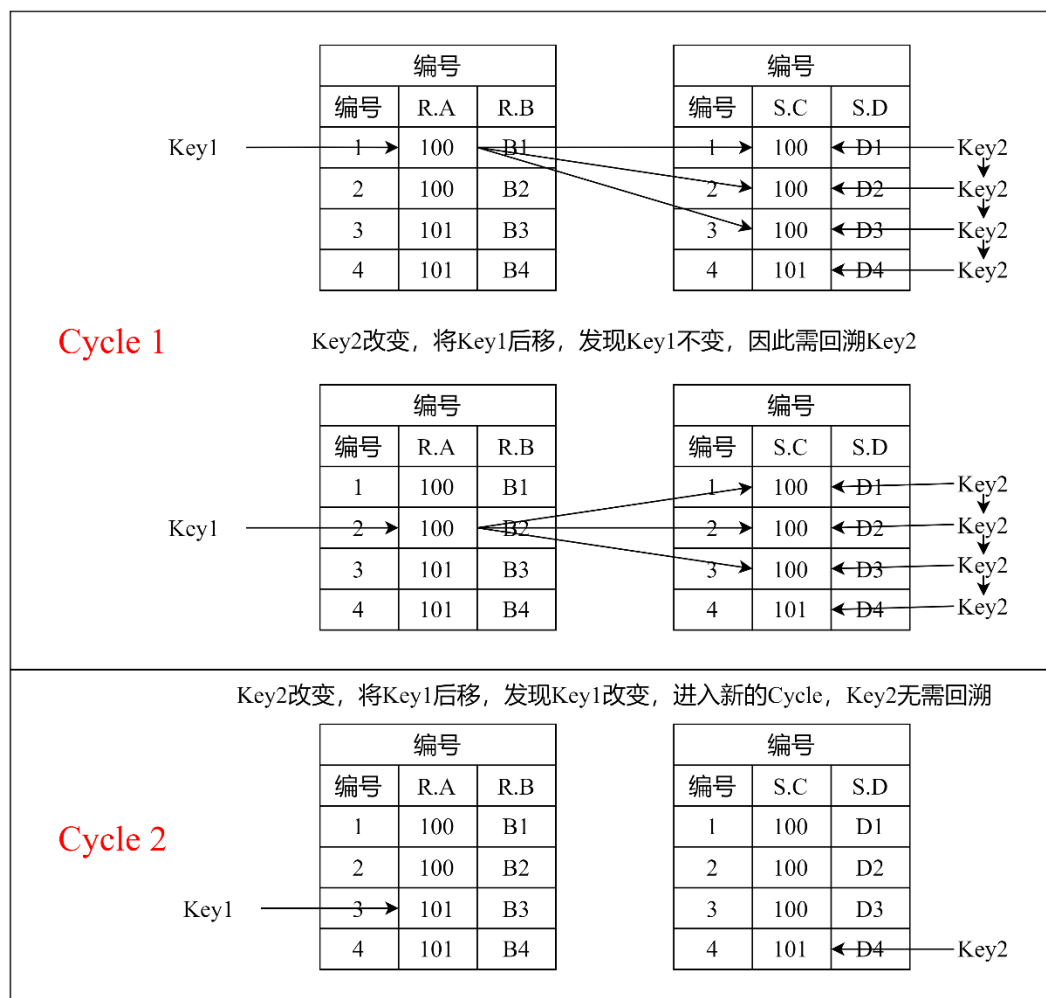 编号 编号
编号 R.A R.B 编号 S.C S.D
Key1 1 100 B1 1 100 D1 Key2
2 100 B2 2 100 D2 Key2
3 101 B3 3 100 D3 Key2
4 101 B4 4 101 D4 Key2
Cycle 1
Key2改变，将Key1后移，发现Key1不变，因此需回溯Key2
编号 编号
编号 R.A R.B 编号 S.C S.D
1 100 B1 1 100 D1 Key2
Key1 2 100 B2 2 100 D2 Key2
3 101 B3 3 100 D3 Key2
4 101 B4 4 101 D4 Key2
Key2改变，将Key1后移，发现Key1改变，进入新的Cycle，Key2无需回溯
编号 编号
编号 R.A R.B 编号 S.C S.D
1 100 B1 1 100 D1
Cycle 2
2 100 B2 2 100 D2
Key1 3 101 B3 3 100 D3
4 101 B4 4 101 D4 Key2